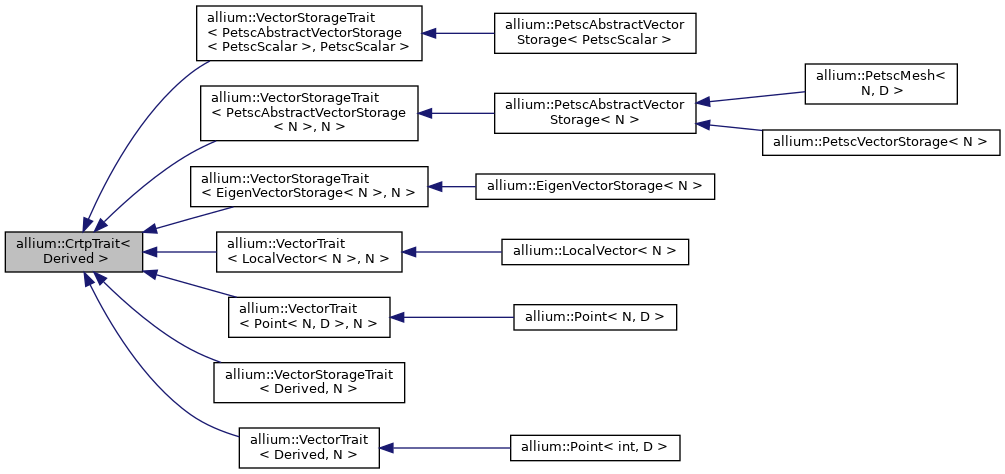 allium::VectorStorageTrait
< PetscAbstractVectorStorage
< PetscScalar >, PetscScalar >
allium::PetscAbstractVector
Storage< PetscScalar >
allium::PetscMesh<
N, D >
allium::VectorStorageTrait
< PetscAbstractVectorStorage
< N >, N >
allium::PetscAbstractVector
Storage< N >
allium::PetscVectorStorage< N >
allium::VectorStorageTrait
< EigenVectorStorage< N >, N >
allium::EigenVectorStorage< N >
allium::CrtpTrait<
Derived >
allium::VectorTrait
< LocalVector< N >, N >
allium::LocalVector< N >
allium::VectorTrait
< Point< N, D >, N >
allium::Point< N, D >
allium::VectorStorageTrait
< Derived, N >
allium::VectorTrait
< Derived, N >
allium::Point< int, D >